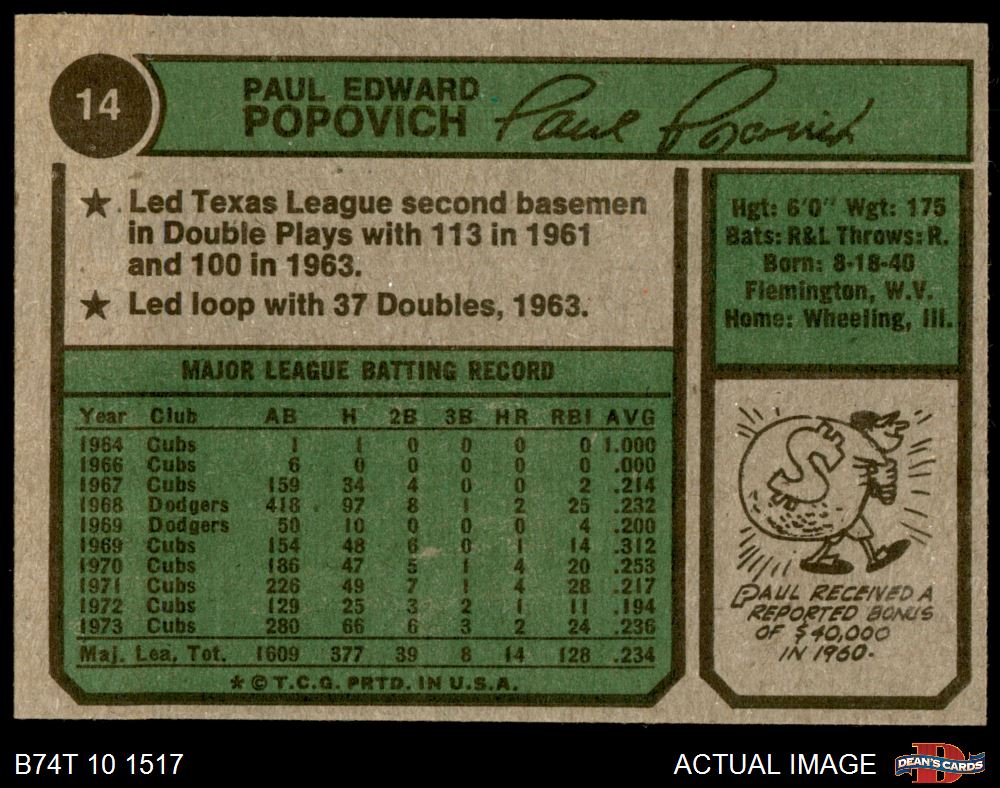 14
PAUL EDWARD
POPOVICH
Paul Popovich
★ Led Texas League second basemen
in Double Plays with 113 in 1961
and 100 in 1963.
★ Led loop with 37 Doubles, 1963.
Hgt: 6'0" Wgt: 175
Bats: R&L Throws: R.
Born: 8-18-40
Flemington, W.V.
Home: Wheeling, Ill.
MAJOR LEAGUE BATTING RECORD
Year Club AB H 2B 3B HR RBI AVG
1964 Cubs 1 1 0 0 0 0 1.000
1966 Cubs 6 0 0 0 0 0 .000
1967 Cubs 159 34 4 0 0 2 .214
1968 Dodgers 418 97 8 1 2 25 .232
1969 Dodgers 50 10 0 0 0 4 .200
1969 Cubs 154 48 6 0 1 14 .312
1970 Cubs 186 47 5 1 4 20 .253
1971 Cubs 226 49 7 1 4 28 .217
1972 Cubs 129 25 3 2 1 11 .194
1973 Cubs 280 66 6 3 2 24 .236
Maj. Lea. Tot. 1609 377 39 8 14 128 .234
* © T.C.G. PRTD. IN U.S.A.
$
PAUL RECEIVED A
REPORTED BONUS
OF $40,000
IN 1960.
B74T 10 1517
ACTUAL IMAGE
D
DEAN'S CARDS